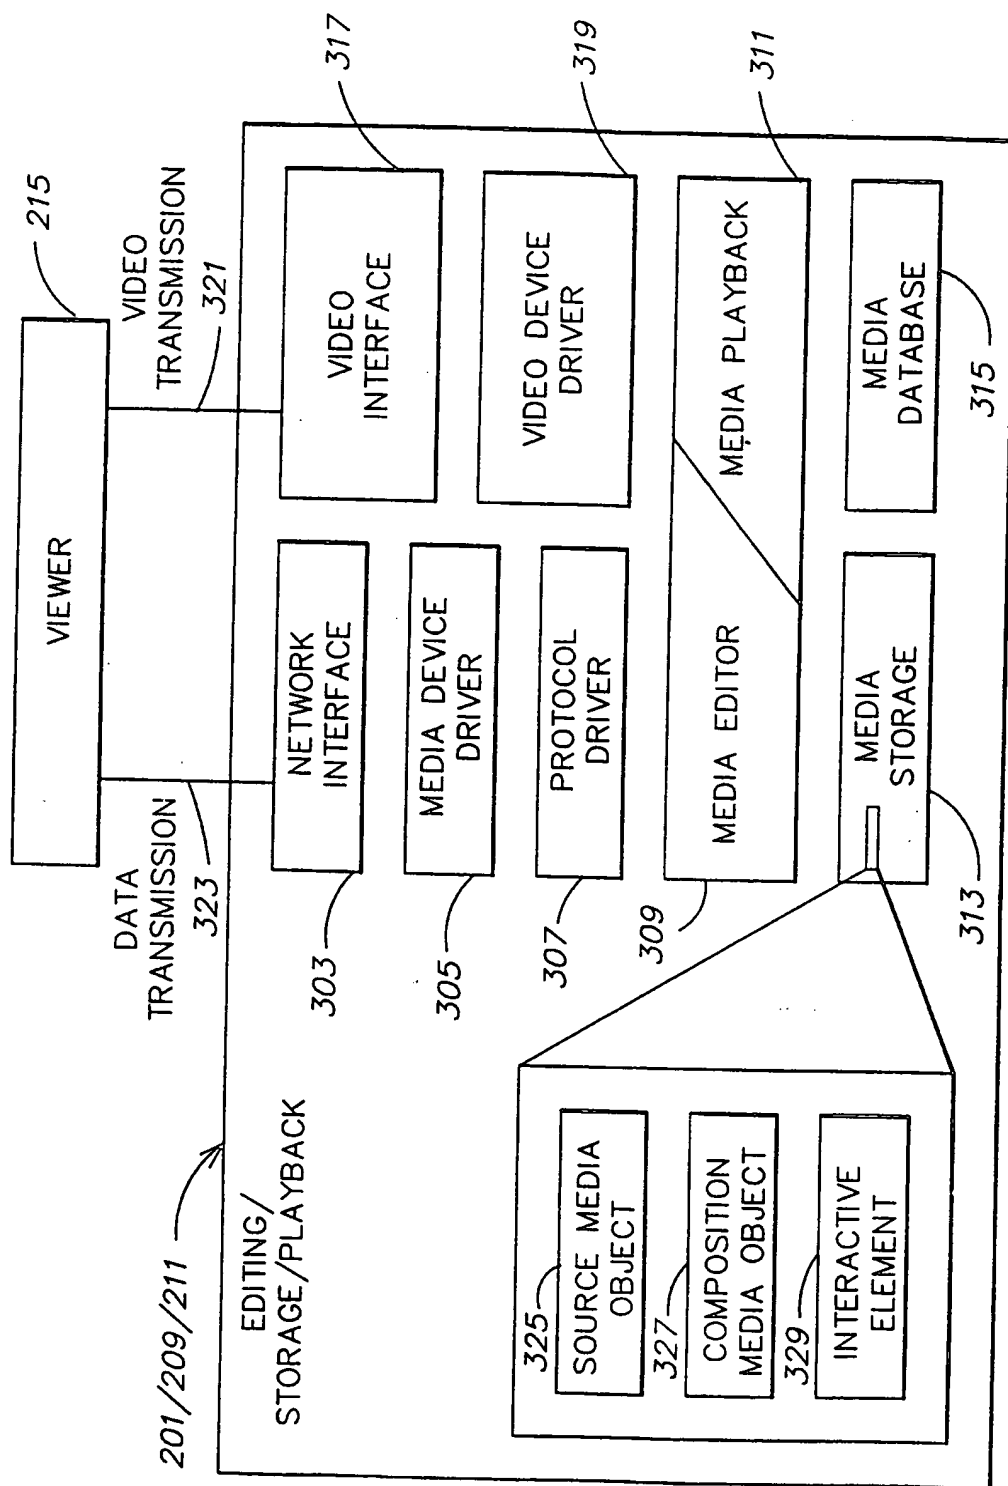 215
VIEWER
DATA
TRANSMISSION
323
VIDEO
TRANSMISSION
321
201/209/211
EDITING/
STORAGE/PLAYBACK
303
NETWORK
INTERFACE
VIDEO
INTERFACE
317
305
MEDIA DEVICE
DRIVER
VIDEO DEVICE
DRIVER
319
307
PROTOCOL
DRIVER
309
MEDIA EDITOR
MEDIA PLAYBACK
311
MEDIA
STORAGE
313
MEDIA
DATABASE
315
325
SOURCE MEDIA
OBJECT
327
COMPOSITION
MEDIA OBJECT
329
INTERACTIVE
ELEMENT